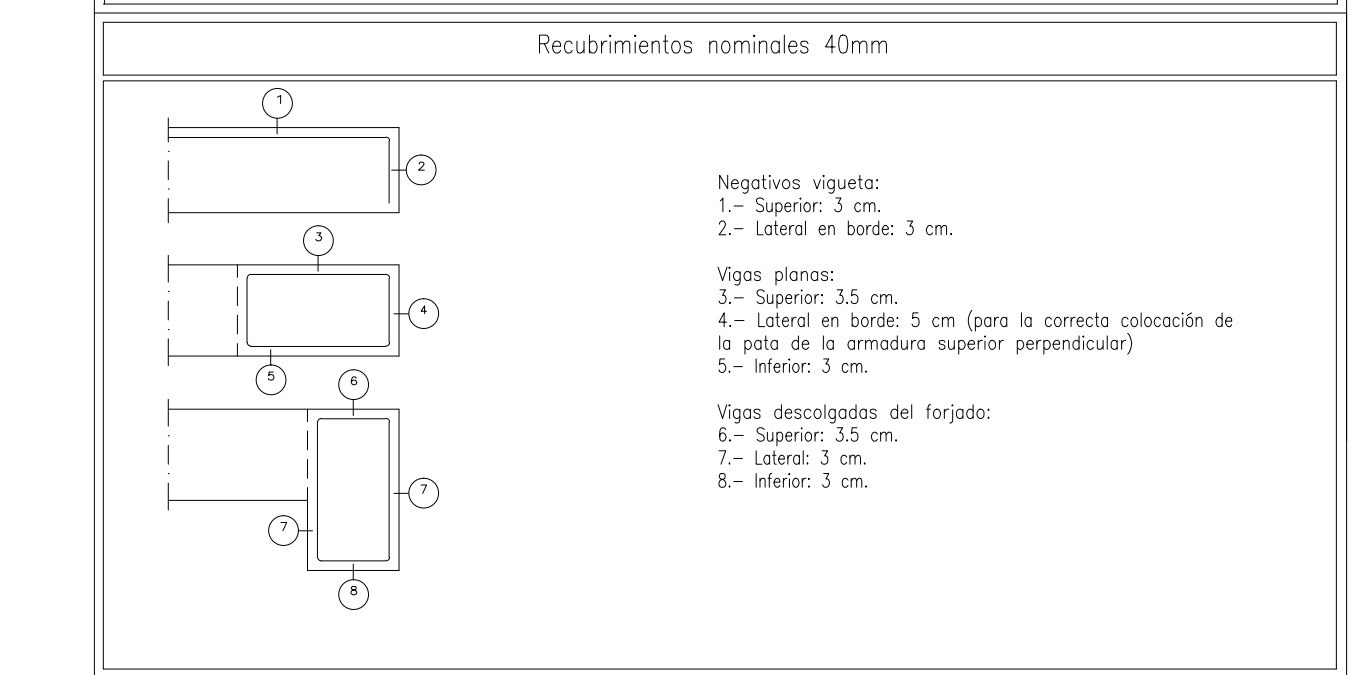 Recubrimientos nominales 40mm
1
2
3
4
5
6
7
7
8
Negativos vigueta:
1.– Superior: 3 cm.
2.– Lateral en borde: 3 cm.
Vigas planas:
3.– Superior: 3.5 cm.
4.– Lateral en borde: 5 cm (para la correcta colocación de
la pata de la armadura superior perpendicular)
5.– Inferior: 3 cm.
Vigas descolgadas del forjado:
6.– Superior: 3.5 cm.
7.– Lateral: 3 cm.
8.– Inferior: 3 cm.